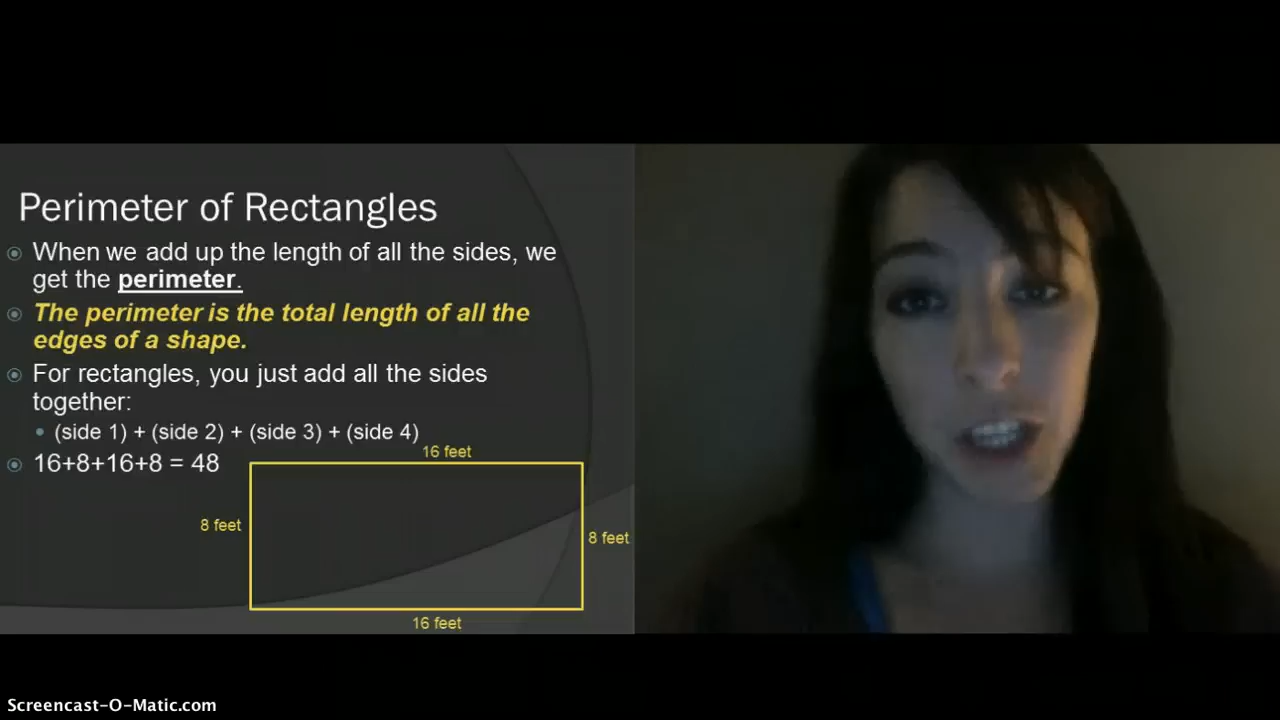 Perimeter of Rectangles
When we add up the length of all the sides, we
get the perimeter.
The perimeter is the total length of all the
edges of a shape.
For rectangles, you just add all the sides
together:
(side 1) + (side 2) + (side 3) + (side 4)
16+8+16+8 = 48
16 feet
8 feet
8 feet
16 feet
Screencast-O-Matic.com